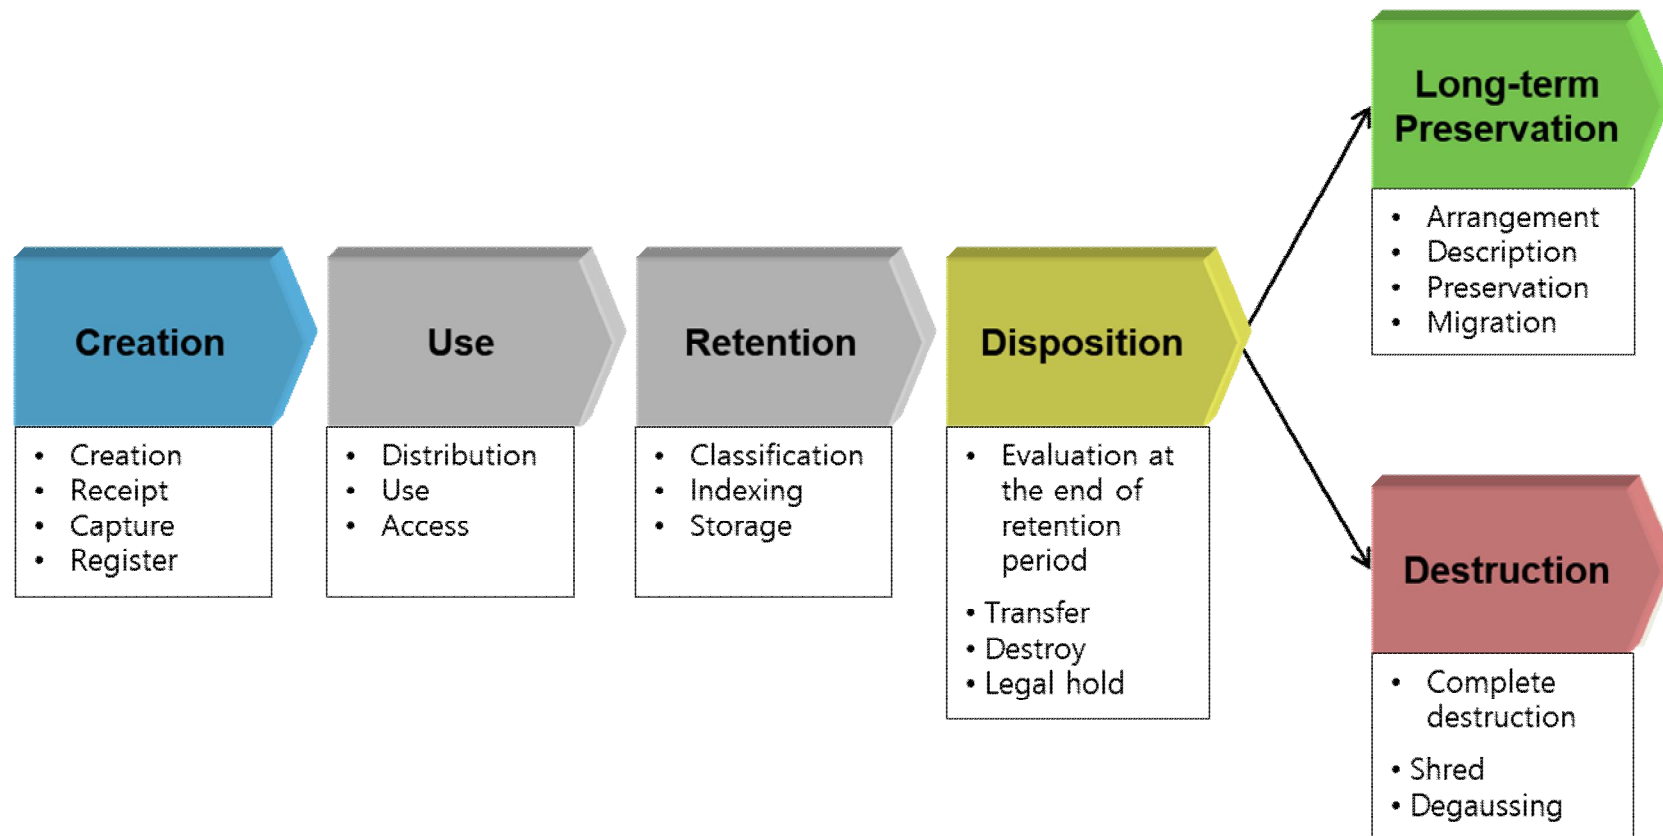 Creation
• Creation
• Receipt
• Capture
• Register
Use
• Distribution
• Use
• Access
Retention
• Classification
• Indexing
• Storage
Disposition
• Evaluation at
the end of
retention
period
• Transfer
• Destroy
• Legal hold
Long-term
Preservation
• Arrangement
• Description
• Preservation
• Migration
Destruction
• Complete
destruction
• Shred
• Degaussing